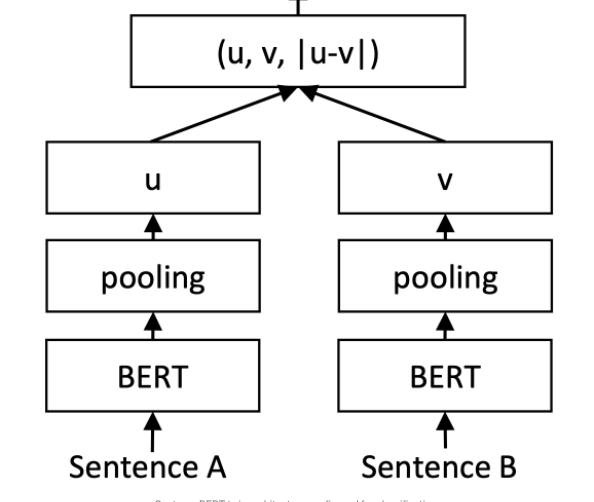 (u, v, |u-v|)
u v
pooling pooling
BERT BERT
Sentence A Sentence B